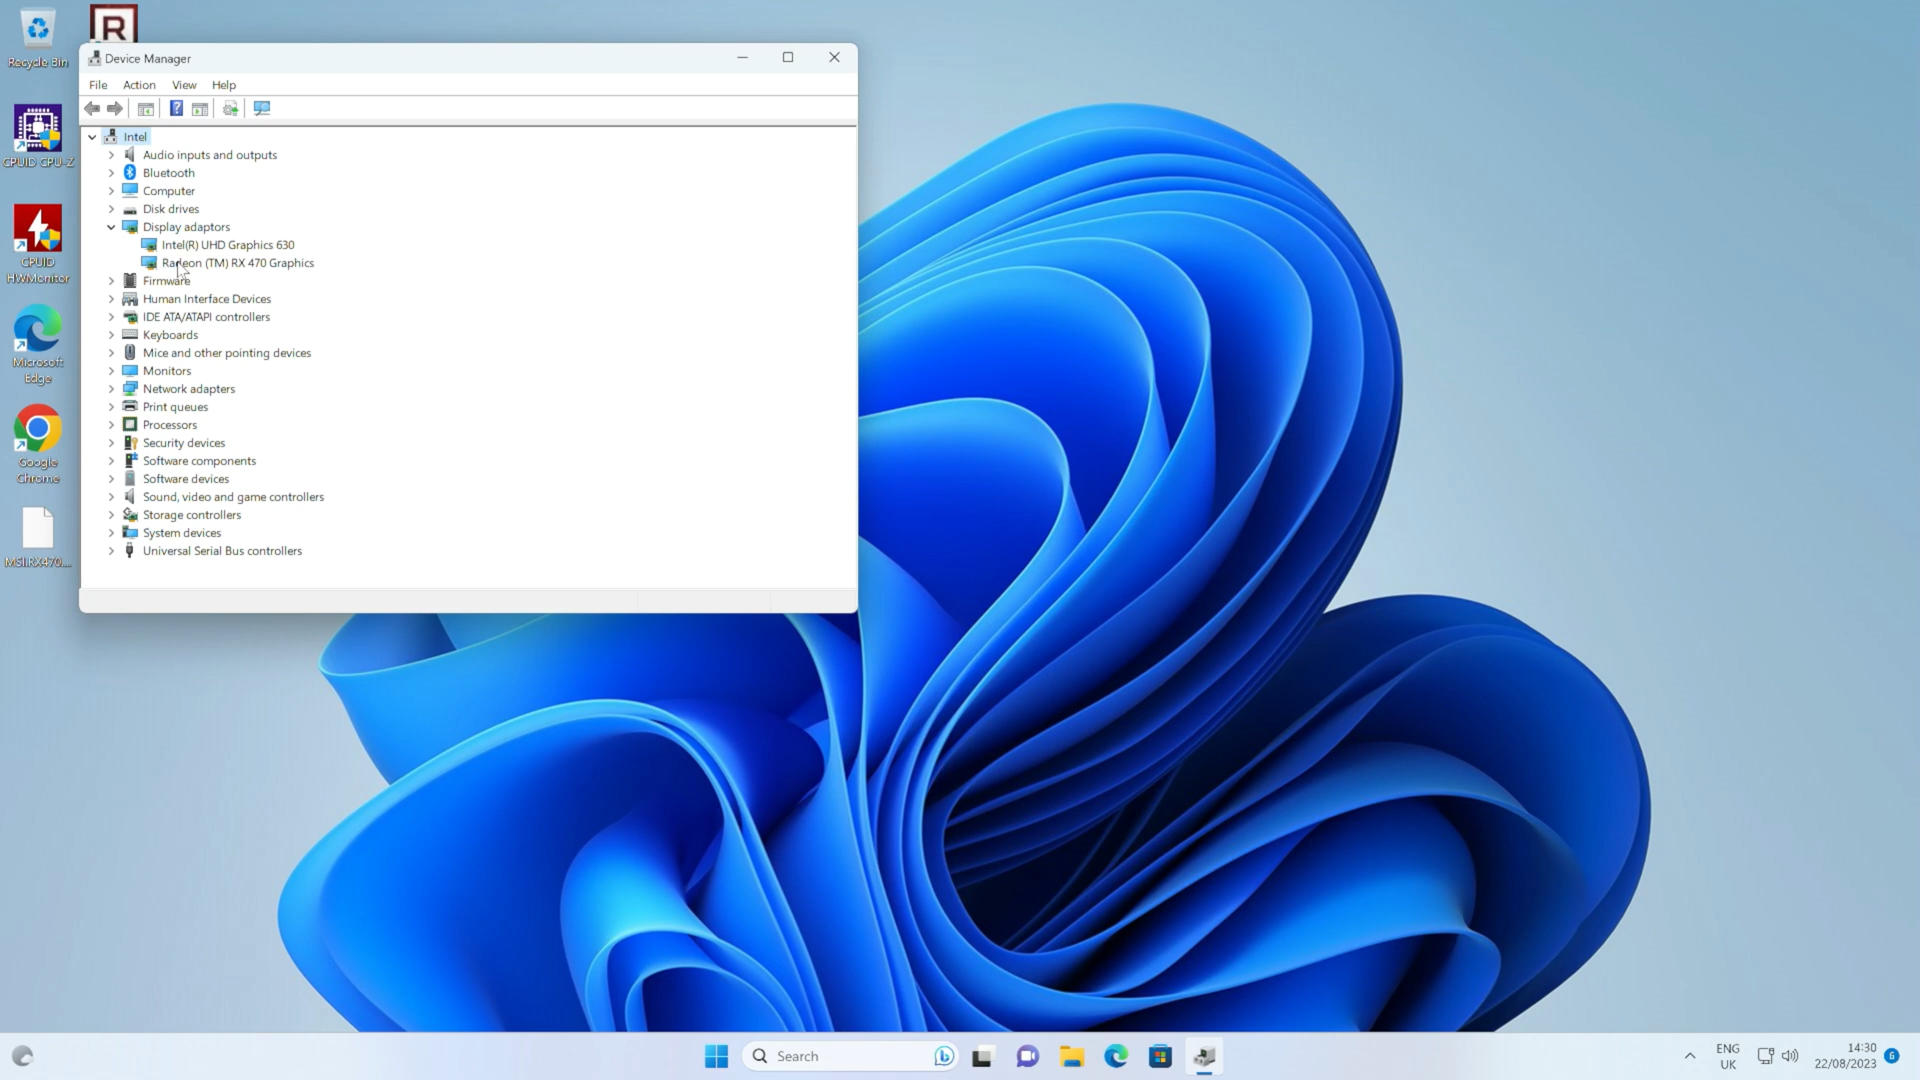 Recycle Bin
R
Device Manager
File Action View Help
Intel
Audio inputs and outputs
Bluetooth
Computer
Disk drives
Display adaptors
Intel(R) UHD Graphics 630
Radeon (TM) RX 470 Graphics
Firmware
Human Interface Devices
IDE ATA/ATAPI controllers
Keyboards
Mice and other pointing devices
Monitors
Network adapters
Print queues
Processors
Security devices
Software components
Software devices
Sound, video and game controllers
Storage controllers
System devices
Universal Serial Bus controllers
CPUID CPU-Z
CPUID
HWMonitor
Microsoft
Edge
Google
Chrome
MSI.RX470....
Search
ENG
UK
14:30
22/08/2023
6